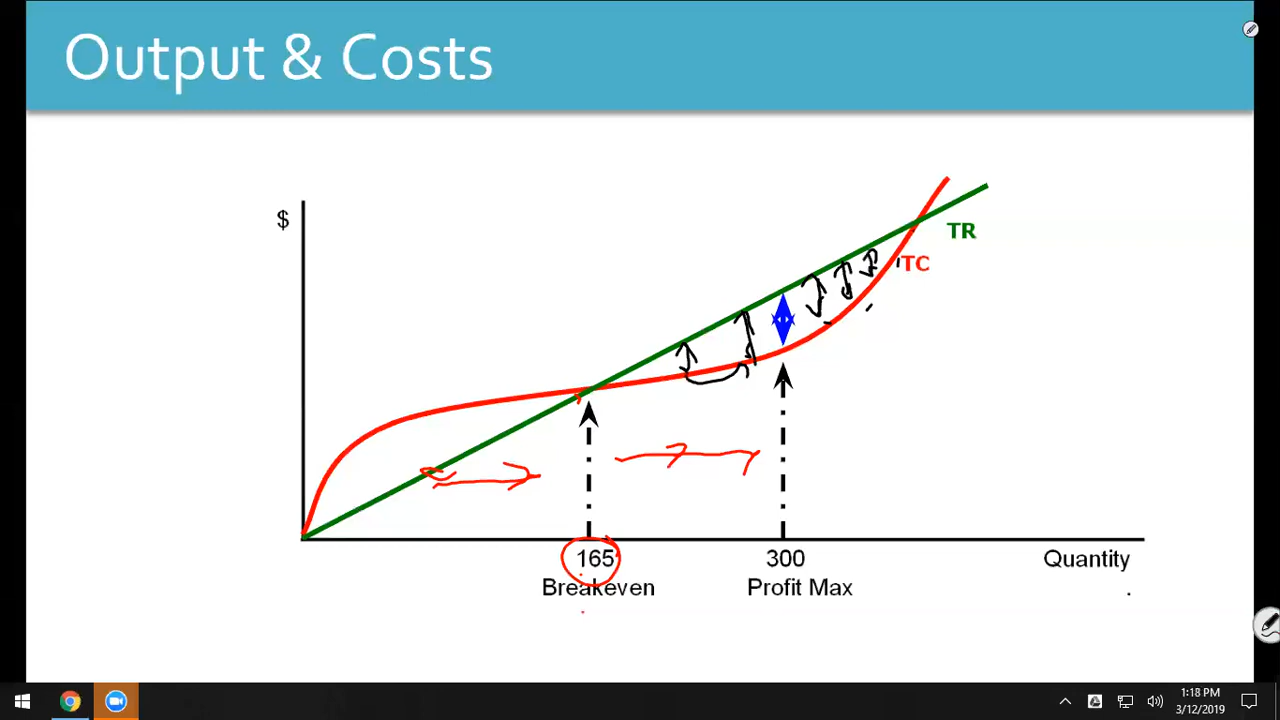 Output & Costs
$
TR
TC
165
300
Quantity
Breakeven
Profit Max
1:18 PM
3/12/2019